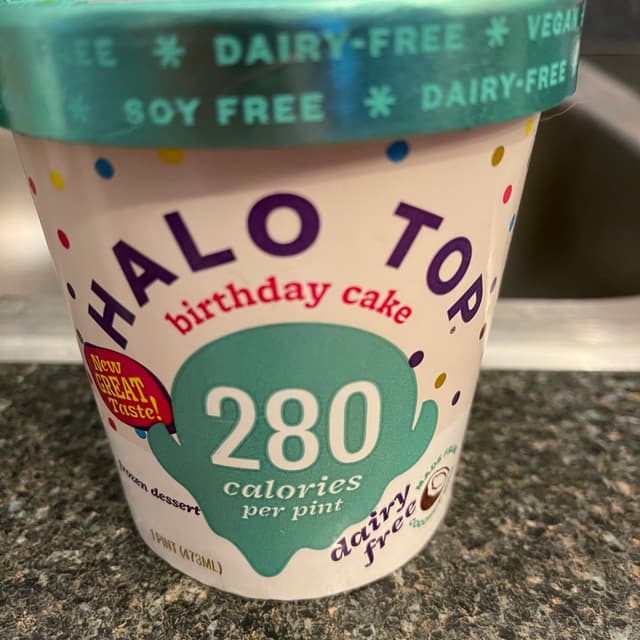 EE * DAIRY-FREE * VEGAN
* SOY FREE * DAIRY-FREE
HALO TOP®
birthday cake
New
GREAT
Taste!
280
calories
per pint
frozen dessert
dairy
free
1 PINT (473ML)